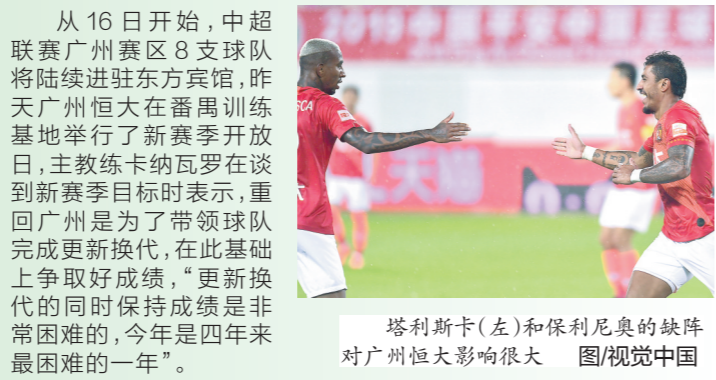 从16日开始，中超
联赛广州赛区8支球队
将陆续进驻东方宾馆，昨
天广州恒大在番禺训练
基地举行了新赛季开放
日，主教练卡纳瓦罗在谈
到新赛季目标时表示，重
回广州是为了带领球队
完成更新换代，在此基础
上争取好成绩，“更新换
代的同时保持成绩是非
常困难的，今年是四年来
最困难的一年”。
塔利斯卡（左）和保利尼奥的缺阵
对广州恒大影响很大 图/视觉中国